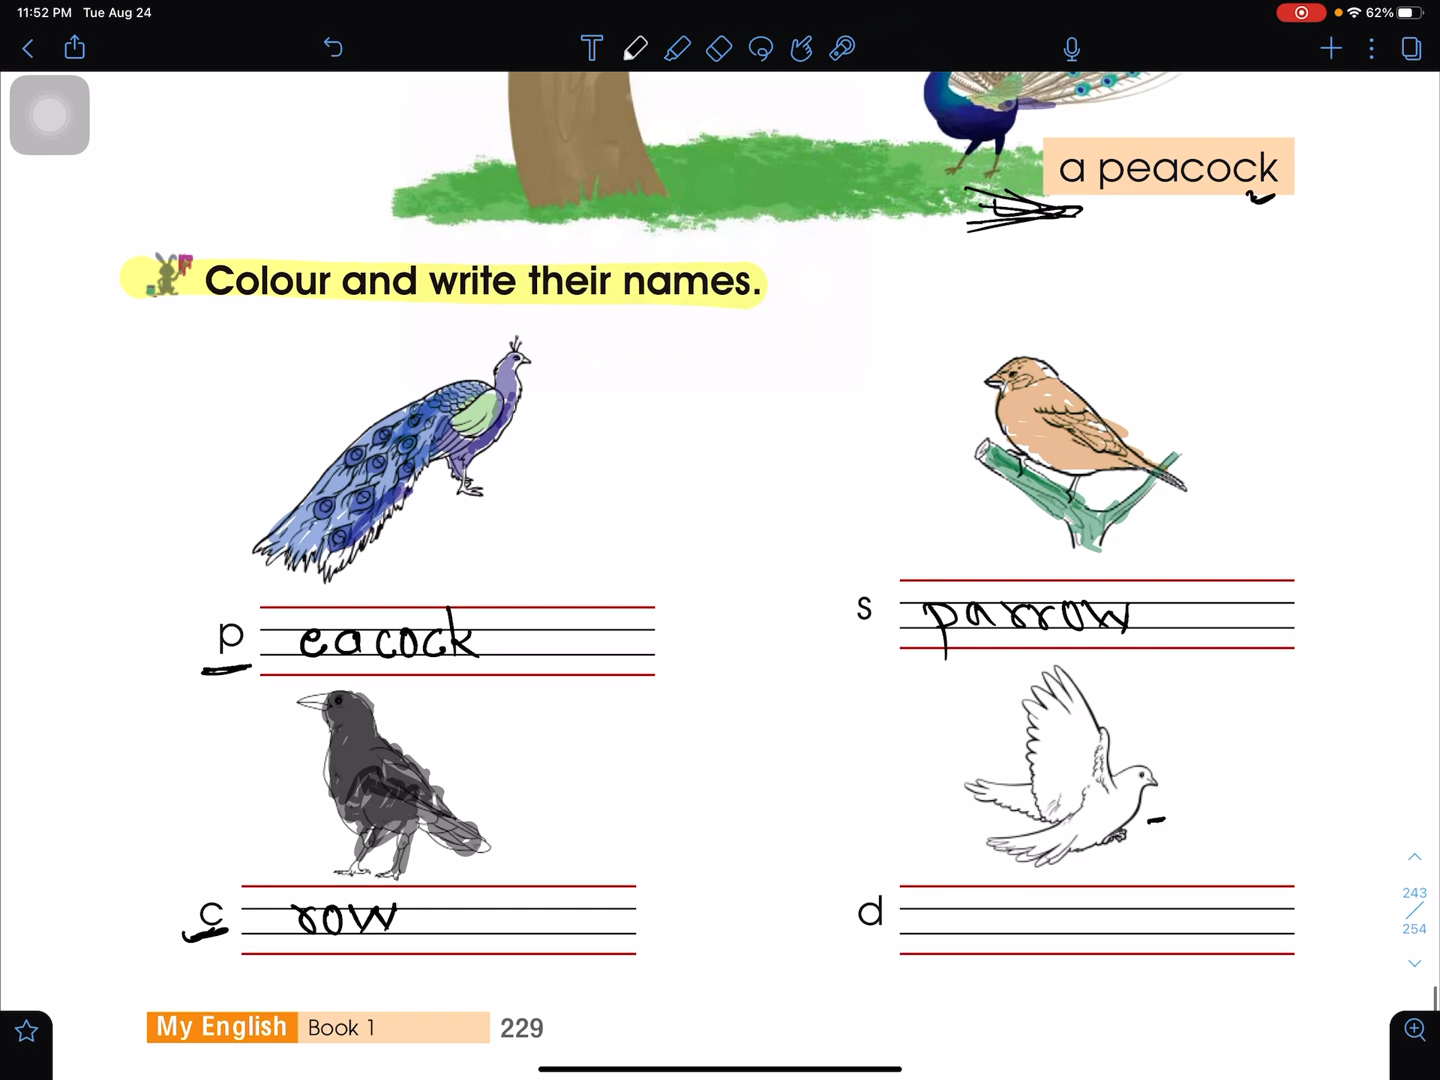 11:52 PM Tue Aug 24
62%
a peacock
Colour and write their names.
p eacock
s parrow
c row
d
243
254
My English Book 1 229